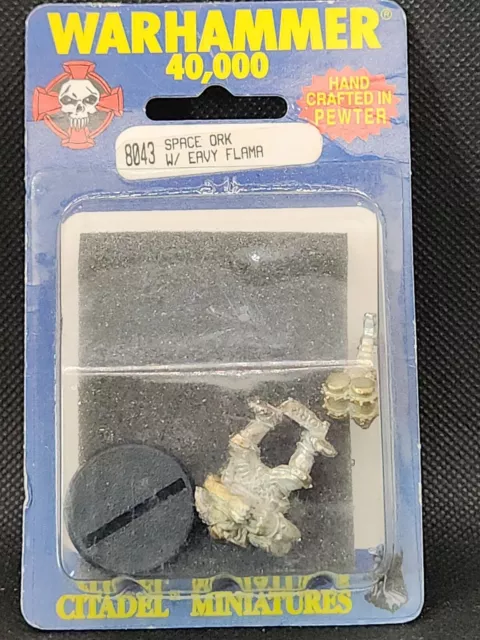 WARHAMMER®
40,000
HAND
CRAFTED IN
PEWTER
8043 SPACE ORK
W/ EAVY FLAMA
CITADEL® MINIATURES